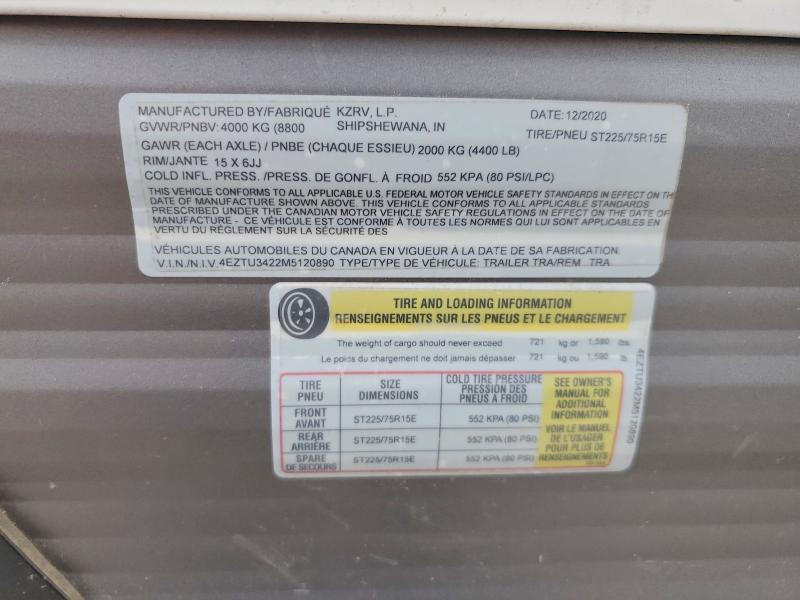 MANUFACTURED BY/FABRIQUÉ KZRV, L.P. DATE: 12/2020
GVWR/PNBV: 4000 KG (8800 SHIPSHEWANA, IN TIRE/PNEU ST225/75R15E
GAWR (EACH AXLE) / PNBE (CHAQUE ESSIEU) 2000 KG (4400 LB)
RIM/JANTE 15 X 6JJ
COLD INFL. PRESS./PRESS. DE GONFL. À FROID 552 KPA (80 PSI/LPC)
THIS VEHICLE CONFORMS TO ALL APPLICABLE U.S. FEDERAL MOTOR VEHICLE SAFETY STANDARDS IN EFFECT ON THE
DATE OF MANUFACTURE SHOWN ABOVE. THIS VEHICLE CONFORMS TO ALL APPLICABLE STANDARDS
PRESCRIBED UNDER THE CANADIAN MOTOR VEHICLE SAFETY REGULATIONS IN EFFECT ON THE DATE OF
MANUFACTURE - CE VÉHICULE EST CONFORME À TOUTES LES NORMES QUI LUI SONT APPLICABLES EN
VERTU DU RÉGLEMENT SUR LA SÉCURITÉ DES
VÉHICULES AUTOMOBILES DU CANADA EN VIGUEUR À LA DATE DE SA FABRICATION.
V.I.N./N.I.V. 4EZTU3422M5120890 TYPE/TYPE DE VÉHICULE: TRAILER TRA/REM TRA.
TIRE AND LOADING INFORMATION
RENSEIGNEMENTS SUR LES PNEUS ET LE CHARGEMENT
The weight of cargo should never exceed 721 kg or 1,590 lbs.
Le poids du chargement ne doit jamais dépasser 721 kg ou 1,590 lb.
TIRE PNEU
SIZE DIMENSIONS
COLD TIRE PRESSURE
PRESSION DES
PNEUS À FROID
SEE OWNER'S
MANUAL FOR
ADDITIONAL
INFORMATION
VOIR LE MANUEL
DE L'USAGER
POUR PLUS DE
RENSEIGNEMENTS
FRONT AVANT ST225/75R15E 552 KPA (80 PSI)
REAR ARRIÈRE ST225/75R15E 552 KPA (80 PSI)
SPARE DE SECOURS ST225/75R15E 552 KPA (80 PSI)
4EZTU3422M5120890